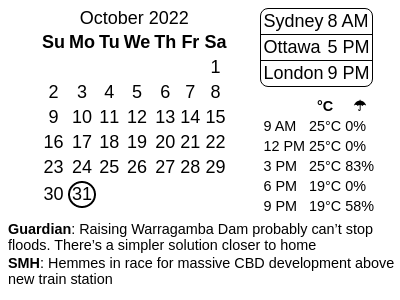 October 2022
Su Mo Tu We Th Fr Sa
1
2 3 4 5 6 7 8
9 10 11 12 13 14 15
16 17 18 19 20 21 22
23 24 25 26 27 28 29
30 31
Sydney 8 AM
Ottawa 5 PM
London 9 PM
°C ☂
9 AM 25°C 0%
12 PM 25°C 0%
3 PM 25°C 83%
6 PM 19°C 0%
9 PM 19°C 58%
Guardian: Raising Warragamba Dam probably can’t stop
floods. There’s a simpler solution closer to home
SMH: Hemmes in race for massive CBD development above
new train station